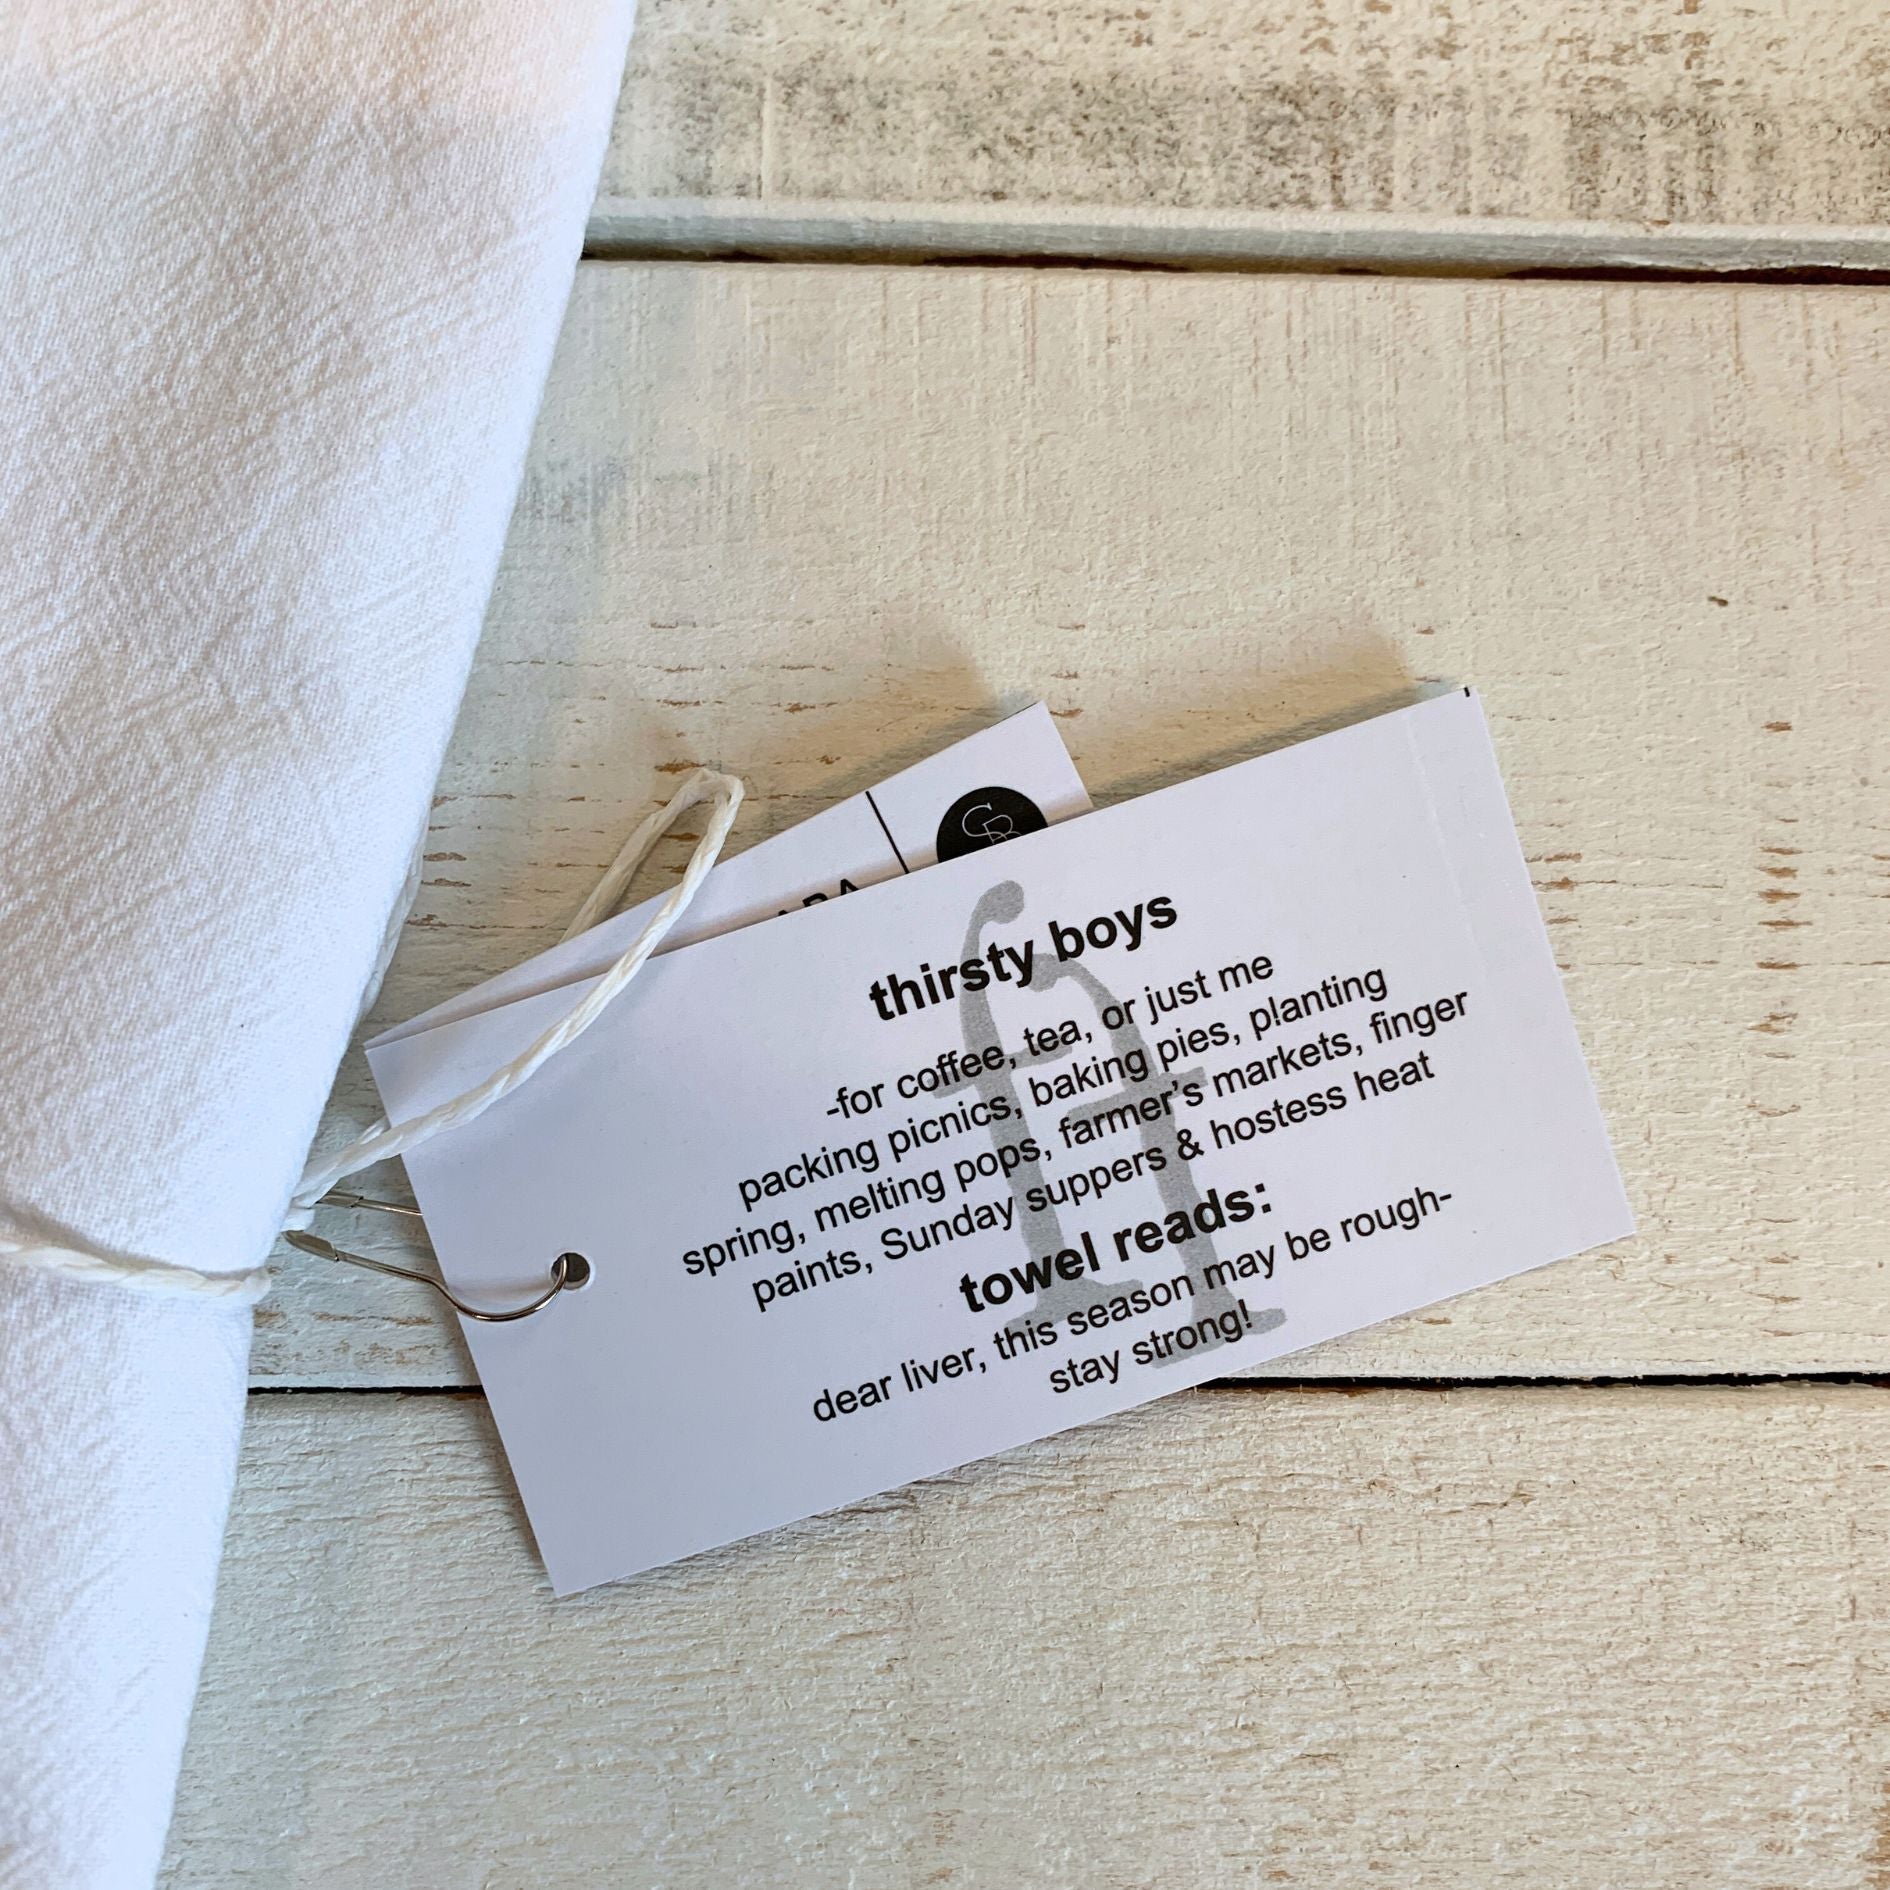 thirsty boys
-for coffee, tea, or just me
packing picnics, baking pies, planting
spring, melting pops, farmer's markets, finger
paints, Sunday suppers & hostess heat
towel reads:
dear liver, this season may be rough-
stay strong!